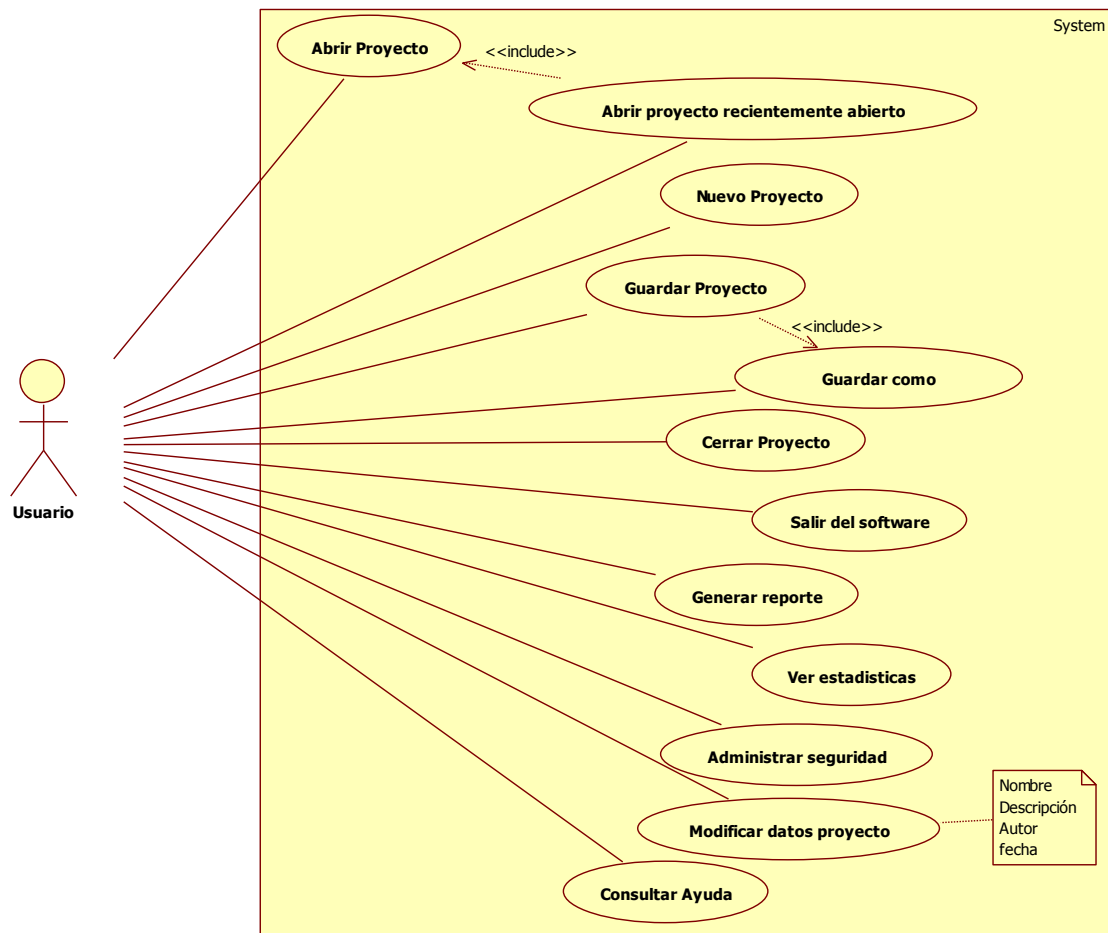 System
Abrir Proyecto
<<include>>
Abrir proyecto recientemente abierto
Nuevo Proyecto
Guardar Proyecto
<<include>>
Guardar como
Cerrar Proyecto
Usuario
Salir del software
Generar reporte
Ver estadisticas
Administrar seguridad
Nombre
Descripción
Autor
fecha
Modificar datos proyecto
Consultar Ayuda